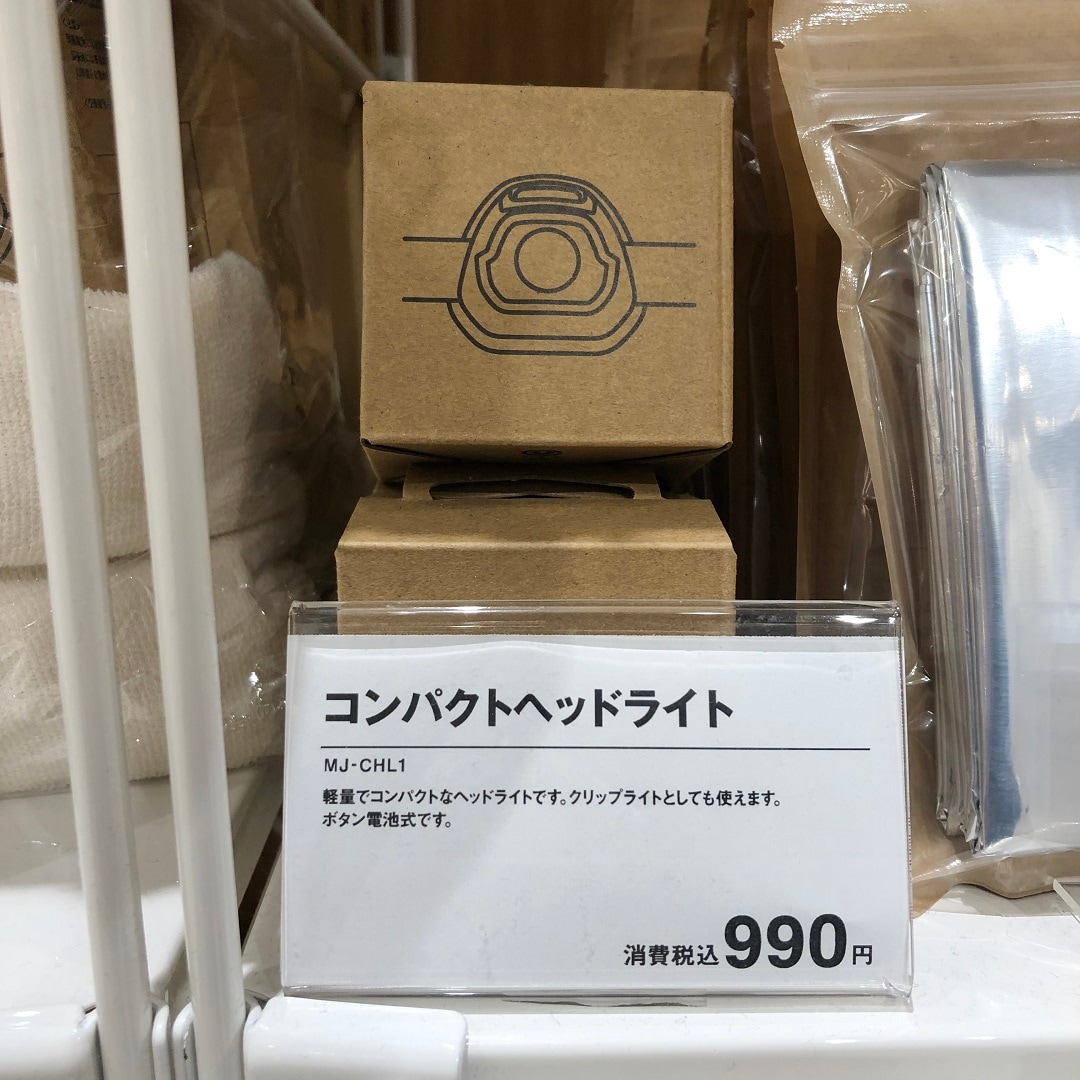 コンパクトヘッドライト
MJ-CHL1
軽量でコンパクトなヘッドライトです。クリップライトとしても使えます。
ボタン電池式です。
消費税込990円